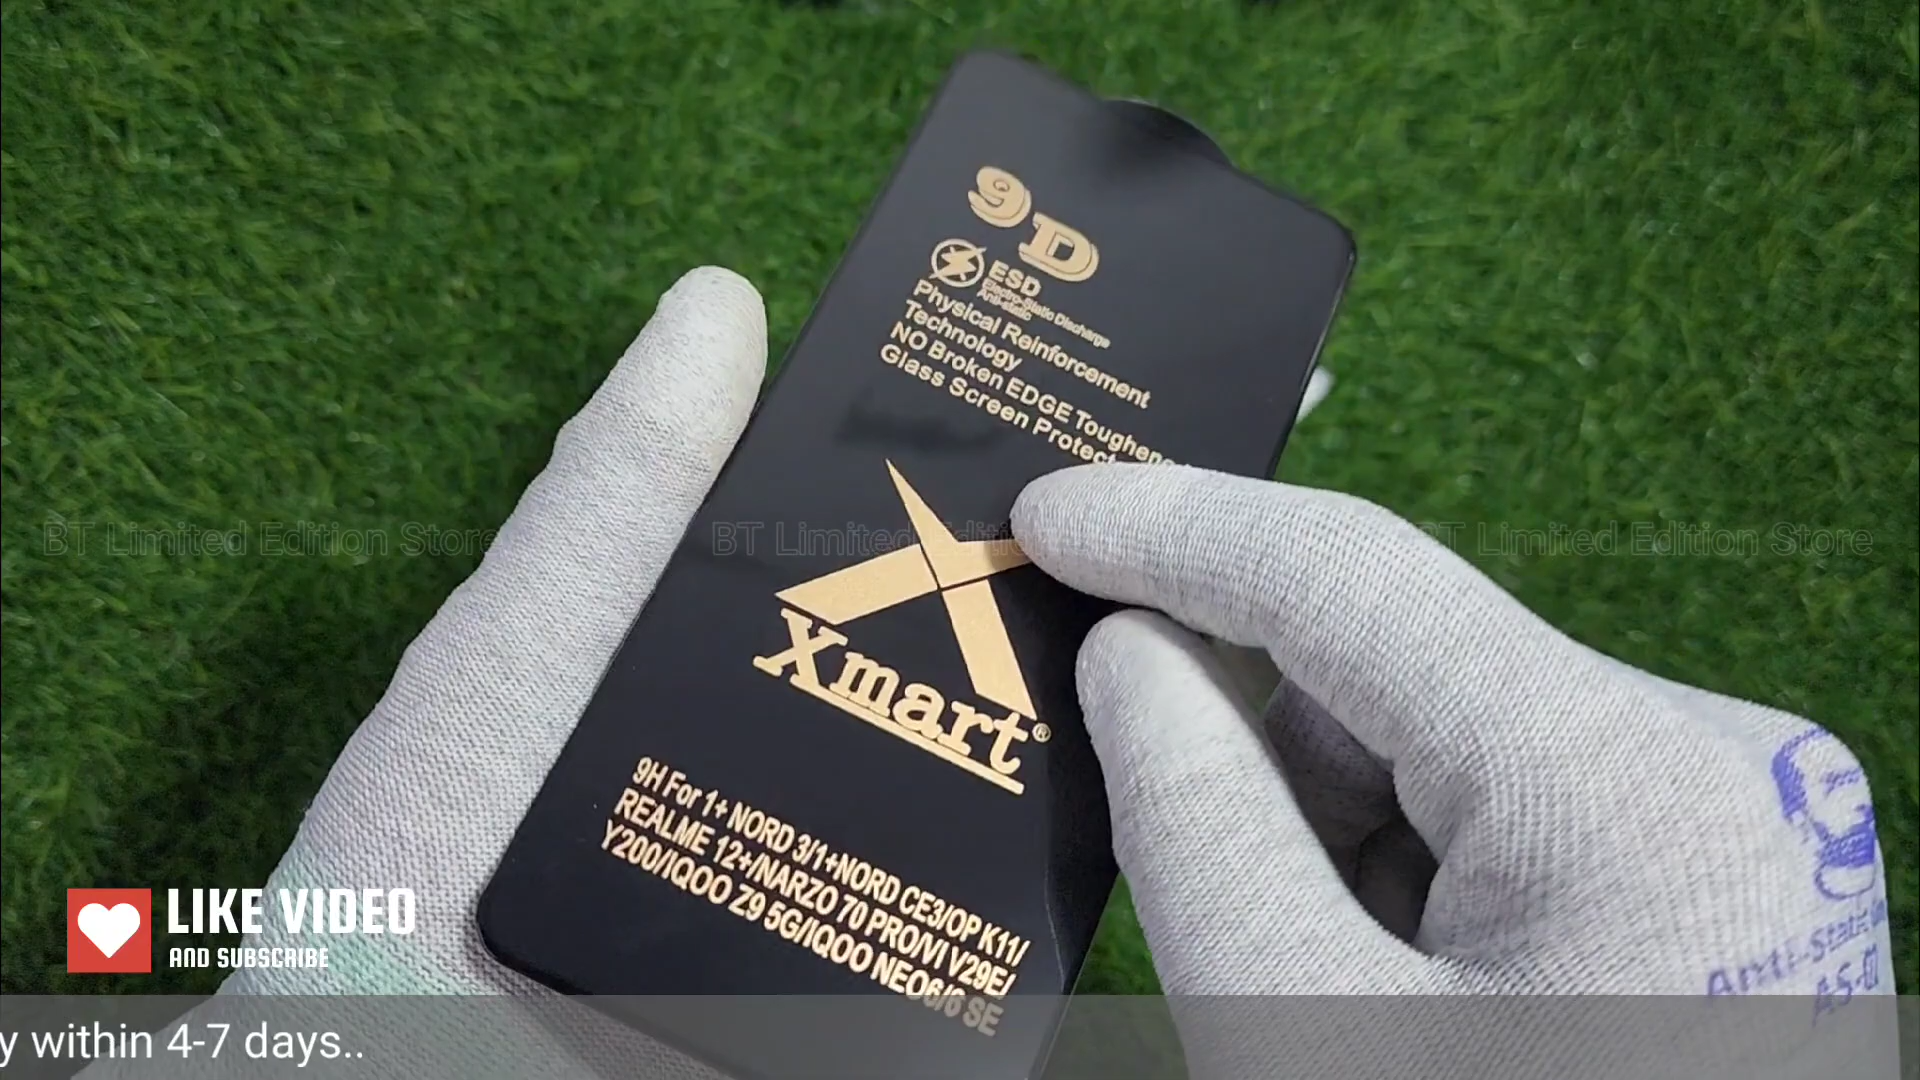 9D
ESD
Electro-Static Discharge
Anti-static
Physical Reinforcement
Technology
NO Broken EDGE Toughene
Glass Screen Protect
BT Limited Edition Store
BT Limited
BT Limited Edition Store
Xmart®
9H For 1+ NORD 3/1+NORD CE3/OP K11/
REALME 12+/NARZO 70 PRO/VI V29E/
Y200/IQOO Z9 5G/IQOO NEO6/6 SE
LIKE VIDEO
AND SUBSCRIBE
Anti-static
y within 4-7 days..